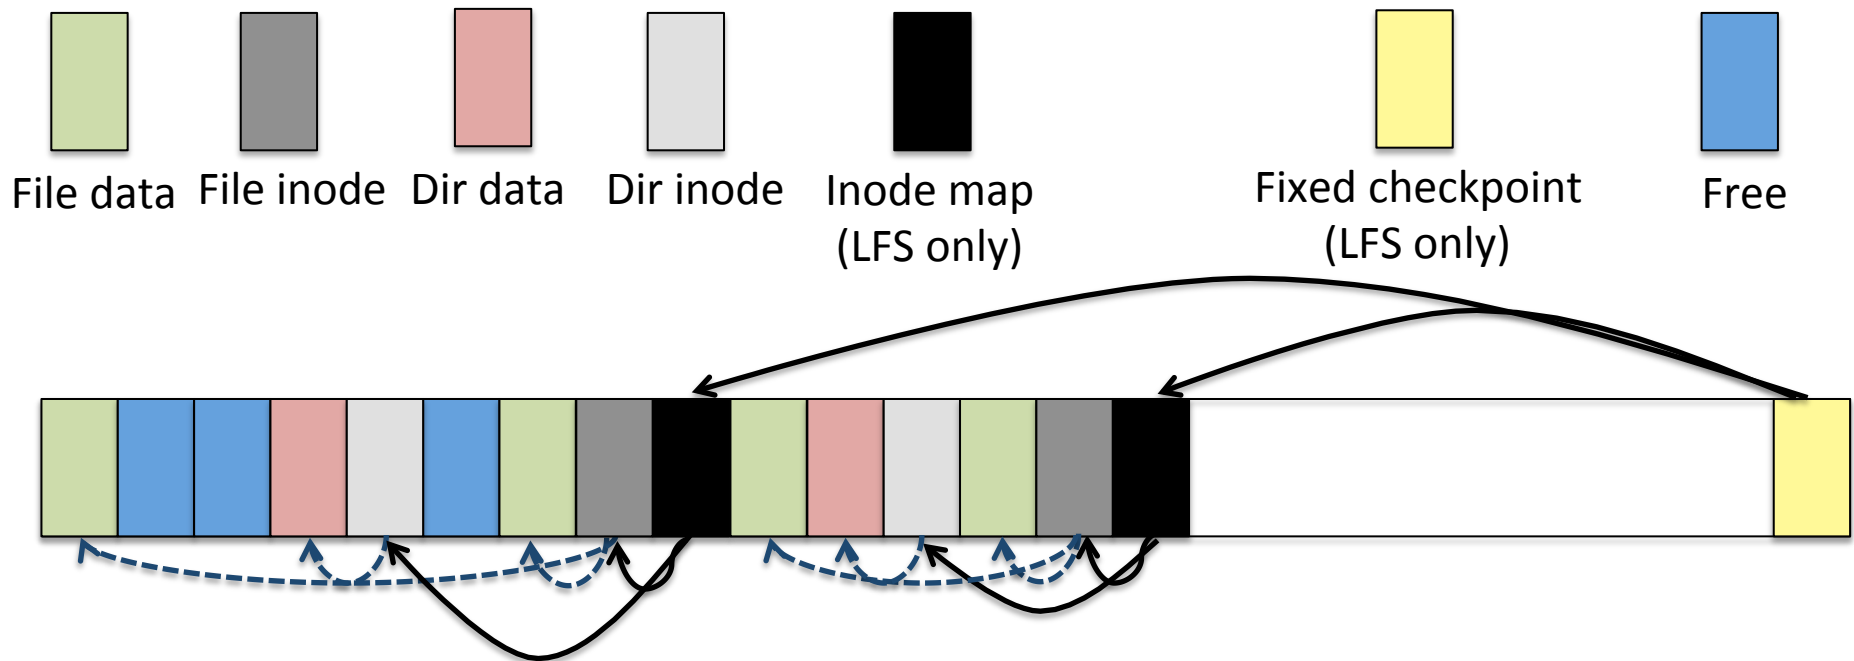 File data
File inode
Dir data
Dir inode
Inode map
(LFS only)
Fixed checkpoint
(LFS only)
Free